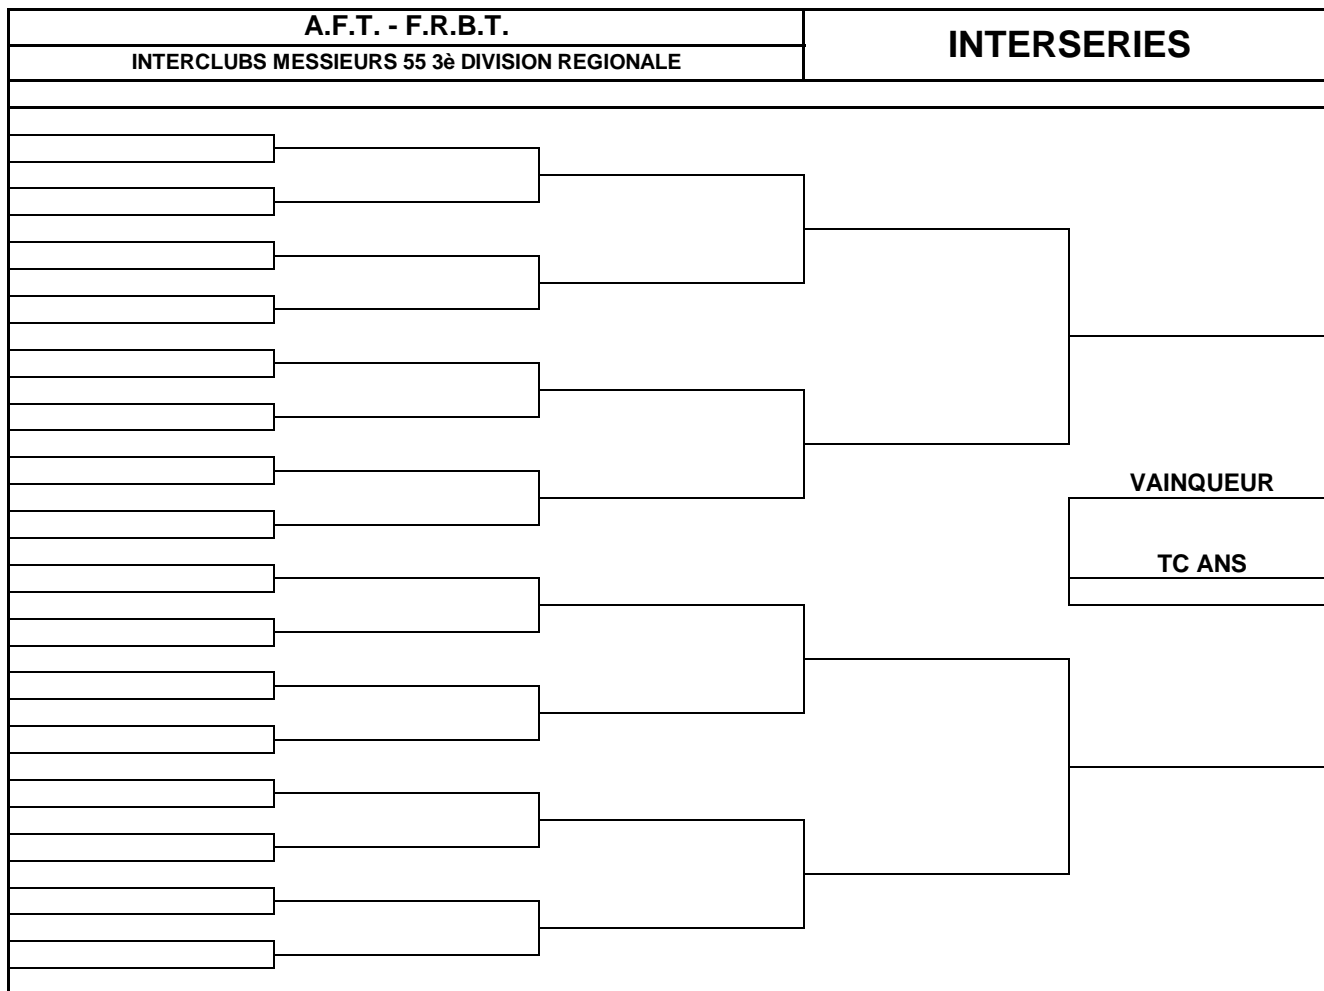 A.F.T. - F.R.B.T.
INTERCLUBS MESSIEURS 55 3è DIVISION REGIONALE
INTERSERIES
VAINQUEUR
TC ANS